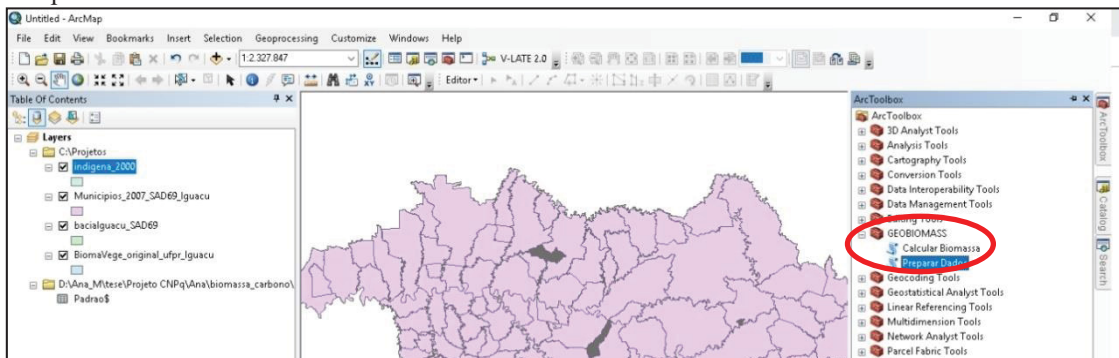 Untitled - ArcMap
File Edit View Bookmarks Insert Selection Geoprocessing Customize Windows Help
1:2.327.847
V-LATE 2.0
Editor
Table Of Contents
Layers
C:\Projetos
indigena_2000
Municipios_2007_SAD69_Iguacu
baciaIguacu_SAD69
BiomaVege_original_ufpr_Iguacu
D:\Ana_M\tese\Projeto CNPq\Ana\biomassa_carbono\
Padrao$
ArcToolbox
ArcToolbox
3D Analyst Tools
Analysis Tools
Cartography Tools
Conversion Tools
Data Interoperability Tools
Data Management Tools
Editing Tools
GEOBIOMASS
Calcular Biomassa
Preparar Dados
Geocoding Tools
Geostatistical Analyst Tools
Linear Referencing Tools
Multidimension Tools
Network Analyst Tools
Parcel Fabric Tools
ArcToolbox
Catalog
Search